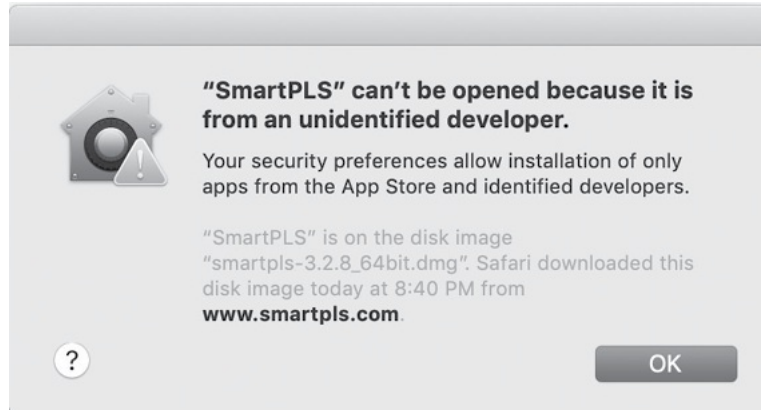 “SmartPLS” can’t be opened because it is
from an unidentified developer.
Your security preferences allow installation of only
apps from the App Store and identified developers.
“SmartPLS” is on the disk image
“smartpls-3.2.8_64bit.dmg”. Safari downloaded this
disk image today at 8:40 PM from
www.smartpls.com.
?
OK